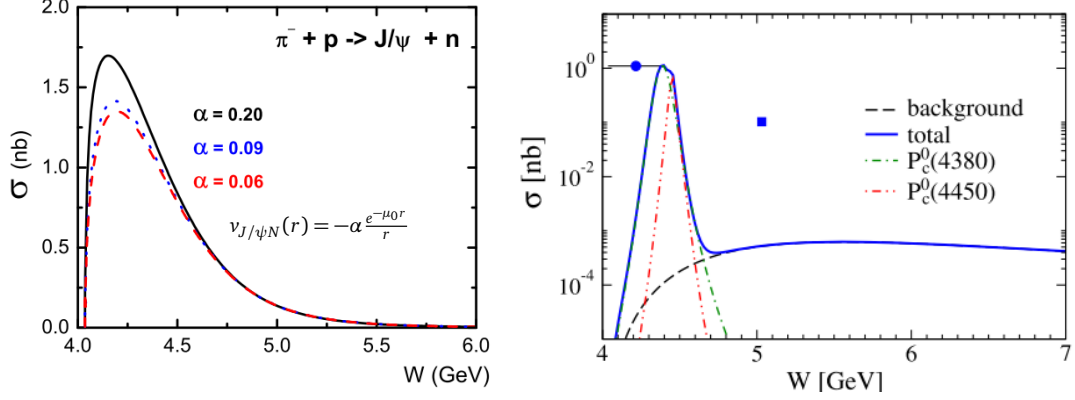 π⁻ + p -> J/ψ + n
α = 0.20
α = 0.09
α = 0.06
v_{J/ψN}(r) = −α e^{−μ₀r}/r
σ (nb)
2.0
1.5
1.0
0.5
0.0
4.0 4.5 5.0 5.5 6.0
W (GeV)
σ [nb]
10⁰
10⁻²
10⁻⁴
background
total
P_c⁰(4380)
P_c⁰(4450)
4 5 6 7
W [GeV]